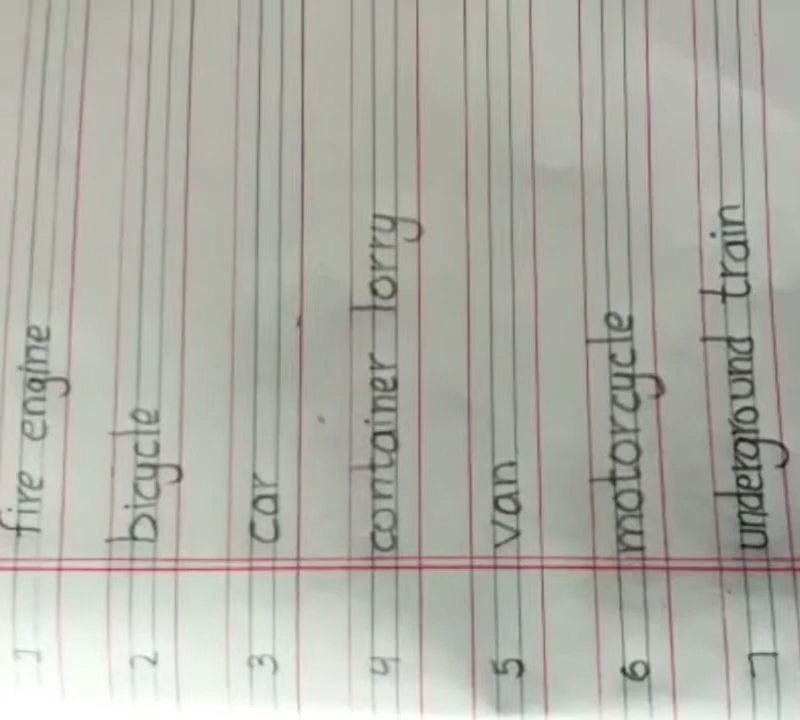 1 fire engine
2 bicycle
3 car
4 container lorry
5 van
6 motorcycle
7 underground train